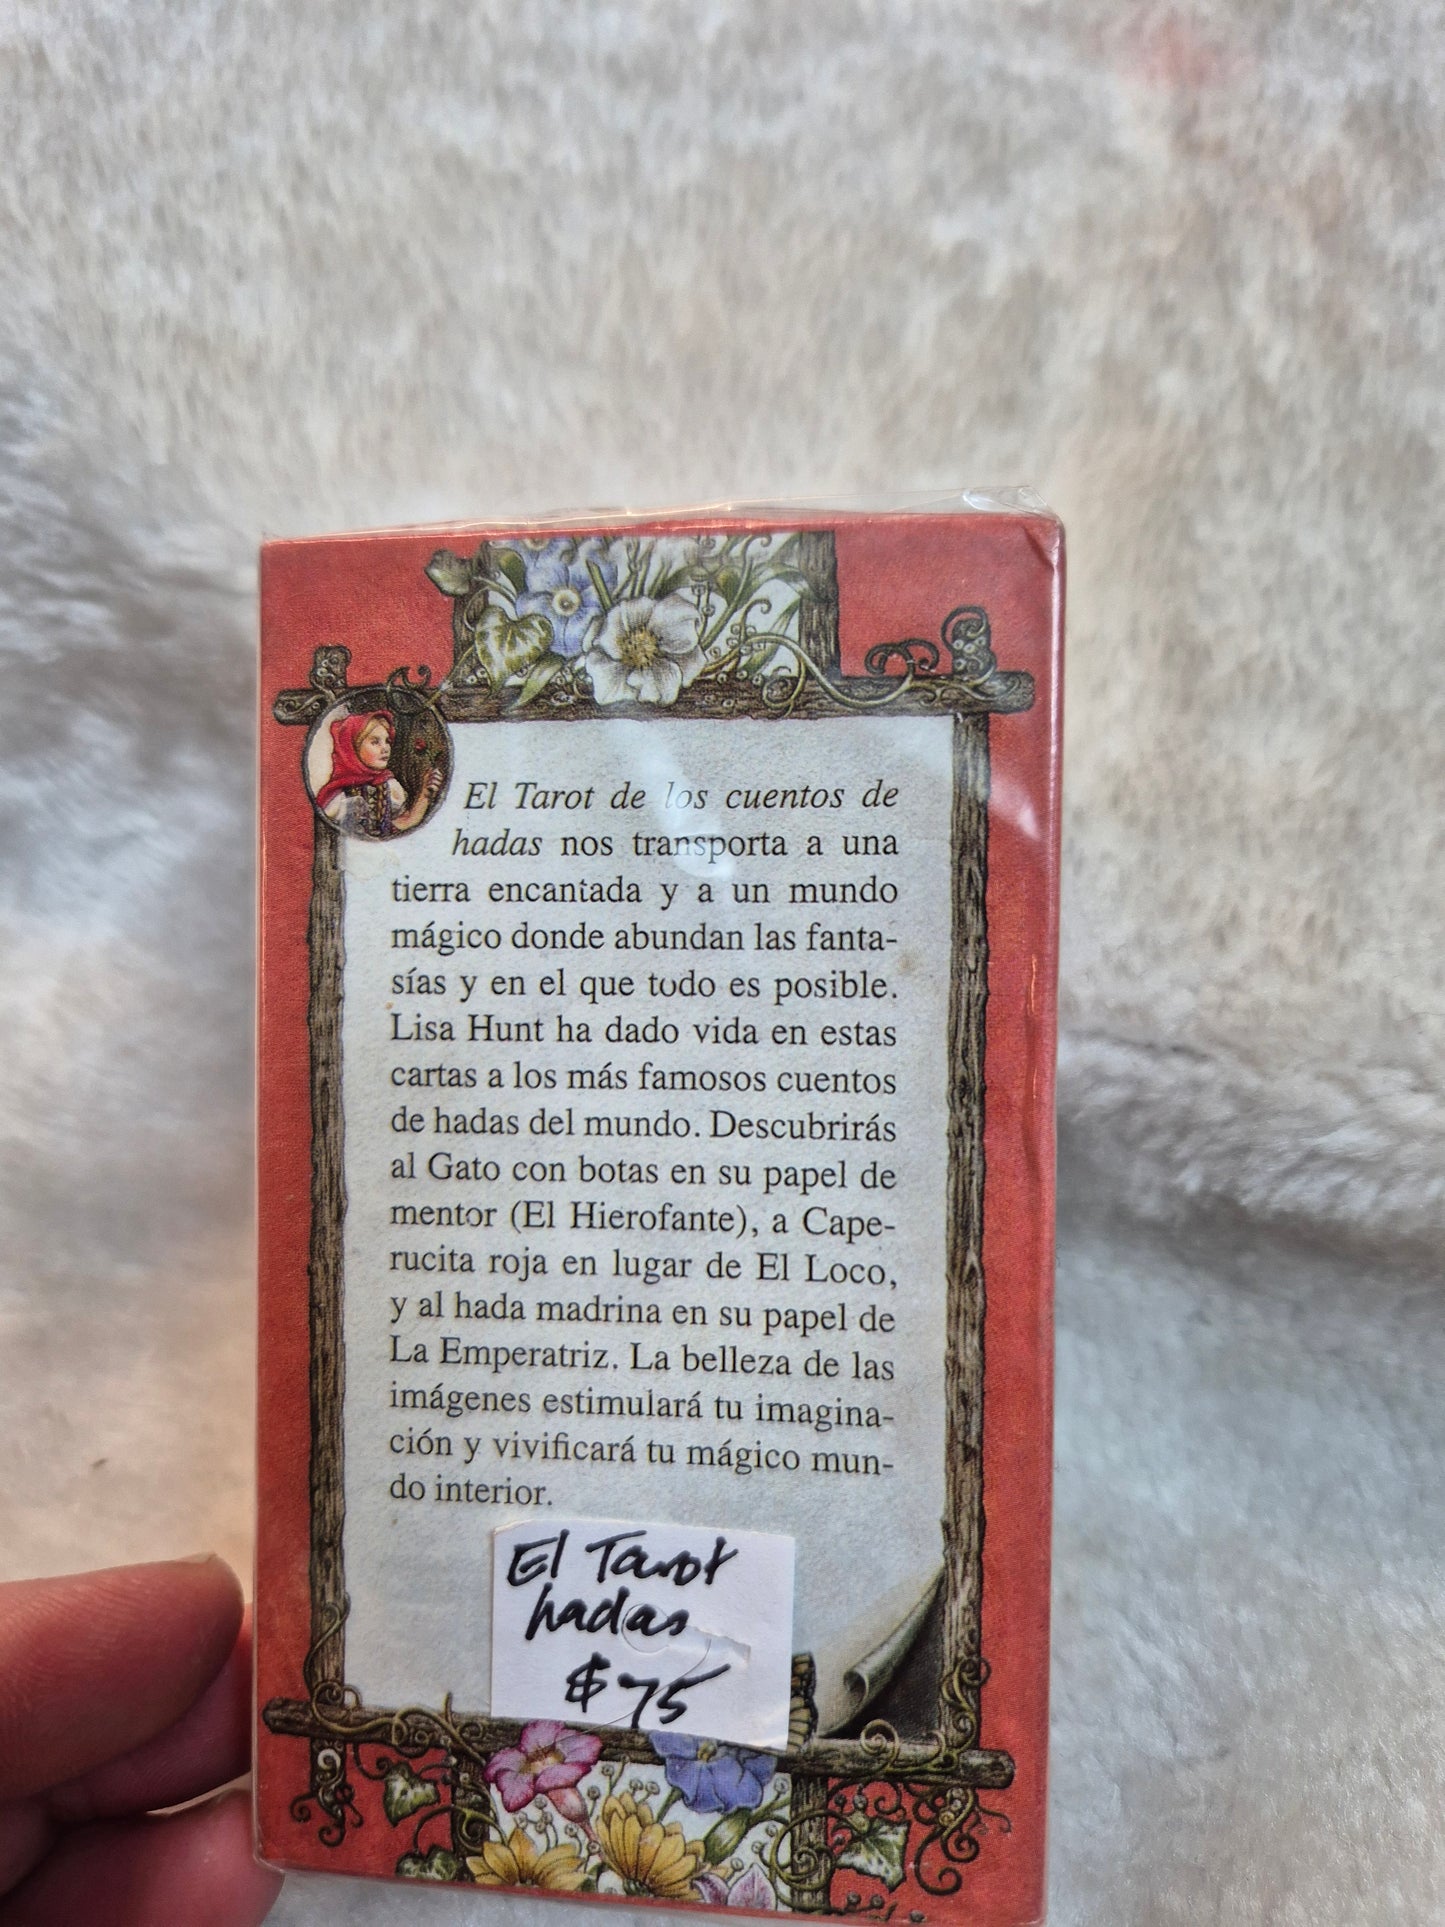 El Tarot de los cuentos de
hadas nos transporta a una
tierra encantada y a un mundo
mágico donde abundan las fanta-
sías y en el que todo es posible.
Lisa Hunt ha dado vida en estas
cartas a los más famosos cuentos
de hadas del mundo. Descubrirás
al Gato con botas en su papel de
mentor (El Hierofante), a Cape-
rucita roja en lugar de El Loco,
y al hada madrina en su papel de
La Emperatriz. La belleza de las
imágenes estimulará tu imagina-
ción y vivificará tu mágico mun-
do interior.
El Tarot
hadas
$75